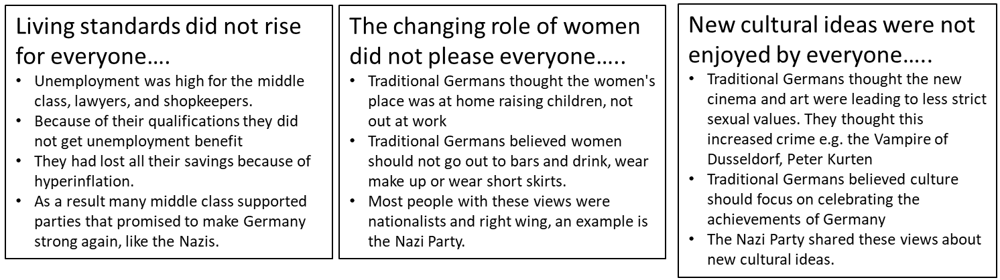 Living standards did not rise
for everyone….
• Unemployment was high for the middle
class, lawyers, and shopkeepers.
• Because of their qualifications they did
not get unemployment benefit
• They had lost all their savings because of
hyperinflation.
• As a result many middle class supported
parties that promised to make Germany
strong again, like the Nazis.
The changing role of women
did not please everyone…..
• Traditional Germans thought the women's
place was at home raising children, not
out at work
• Traditional Germans believed women
should not go out to bars and drink, wear
make up or wear short skirts.
• Most people with these views were
nationalists and right wing, an example is
the Nazi Party.
New cultural ideas were not
enjoyed by everyone…..
• Traditional Germans thought the new
cinema and art were leading to less strict
sexual values. They thought this
increased crime e.g. the Vampire of
Dusseldorf, Peter Kurten
• Traditional Germans believed culture
should focus on celebrating the
achievements of Germany
• The Nazi Party shared these views about
new cultural ideas.